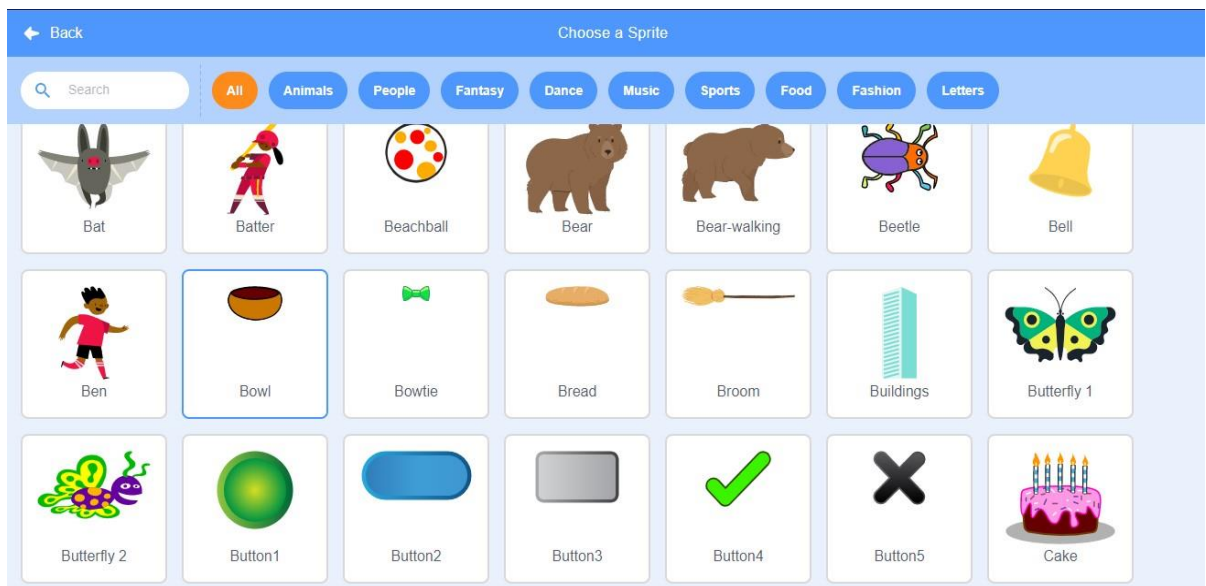 Back
Choose a Sprite
Search
All
Animals
People
Fantasy
Dance
Music
Sports
Food
Fashion
Letters
Bat
Batter
Beachball
Bear
Bear-walking
Beetle
Bell
Ben
Bowl
Bowtie
Bread
Broom
Buildings
Butterfly 1
Butterfly 2
Button1
Button2
Button3
Button4
Button5
Cake